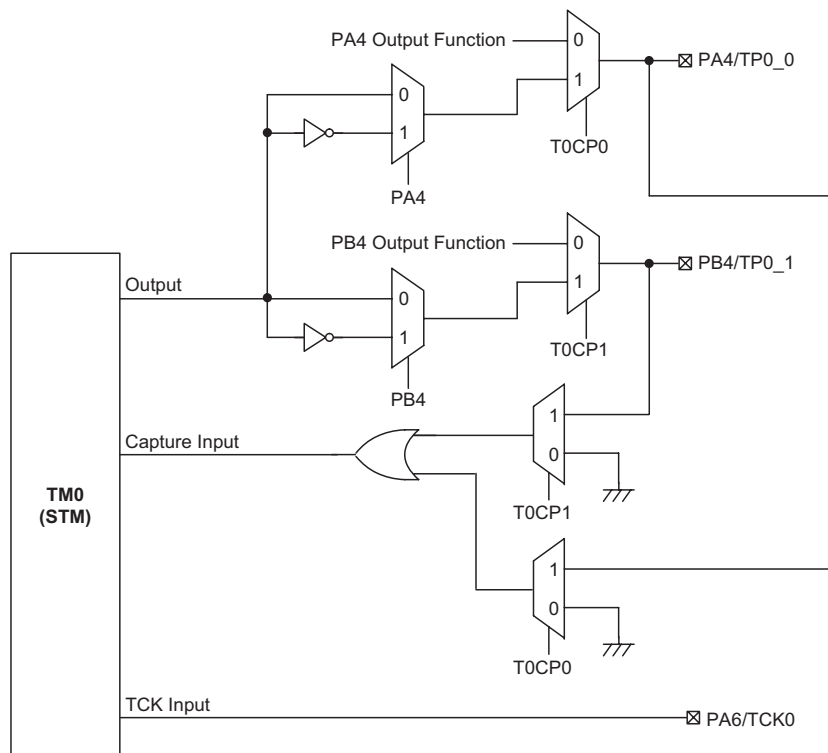 PA4 Output Function
0
1
PA4/TP0_0
T0CP0
0
1
PA4
PB4 Output Function
0
1
PB4/TP0_1
T0CP1
Output
0
1
PB4
Capture Input
1
0
T0CP1
TM0
(STM)
1
0
T0CP0
TCK Input
PA6/TCK0